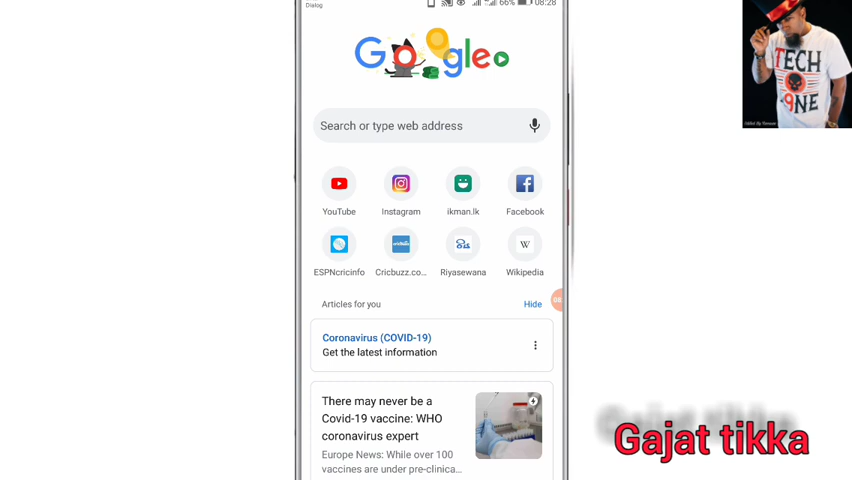 Dialog
66%
08:28
Google
Search or type web address
YouTube
Instagram
ikman.lk
Facebook
W
ESPNcricinfo
Cricbuzz.co...
Riyasewana
Wikipedia
Articles for you
Hide
08
Coronavirus (COVID-19)
Get the latest information
There may never be a
Covid-19 vaccine: WHO
coronavirus expert
Europe News: While over 100
vaccines are under pre-clinica...
TECH
9NE
Gajat tikka